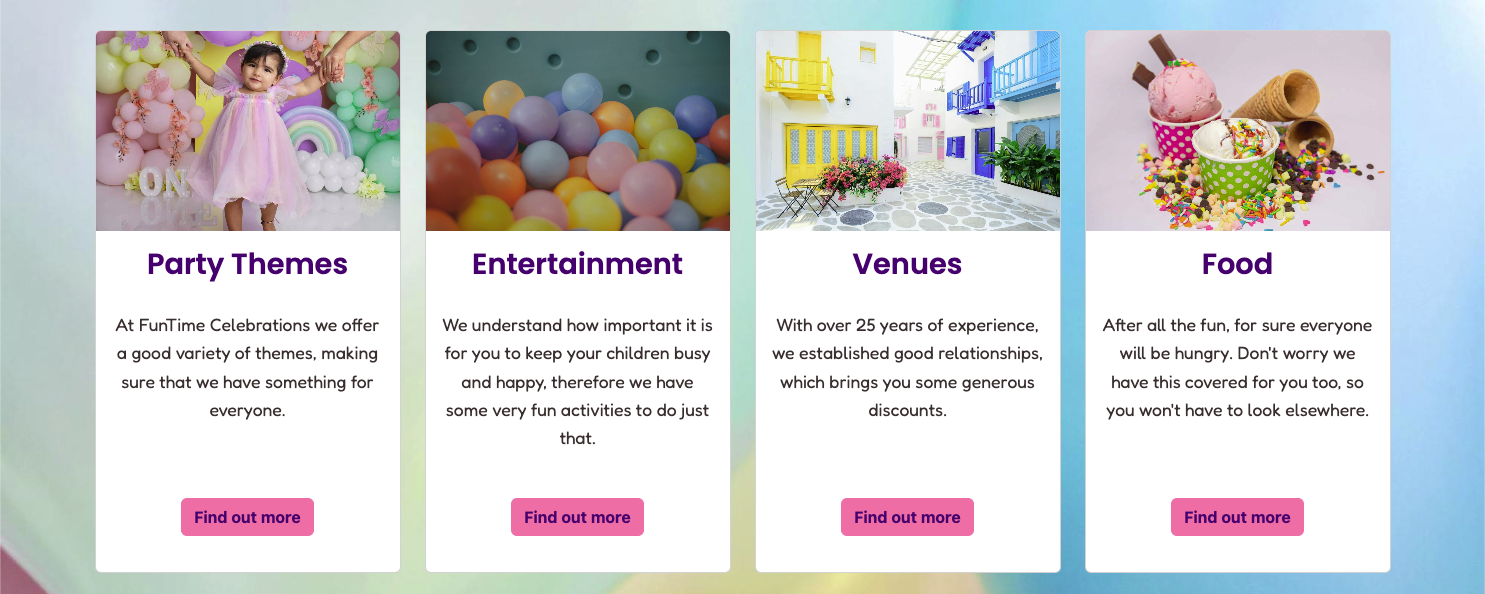 ON
Party Themes
At FunTime Celebrations we offer
a good variety of themes, making
sure that we have something for
everyone.
Find out more
Entertainment
We understand how important it is
for you to keep your children busy
and happy, therefore we have
some very fun activities to do just
that.
Find out more
Venues
With over 25 years of experience,
we established good relationships,
which brings you some generous
discounts.
Find out more
Food
After all the fun, for sure everyone
will be hungry. Don't worry we
have this covered for you too, so
you won't have to look elsewhere.
Find out more